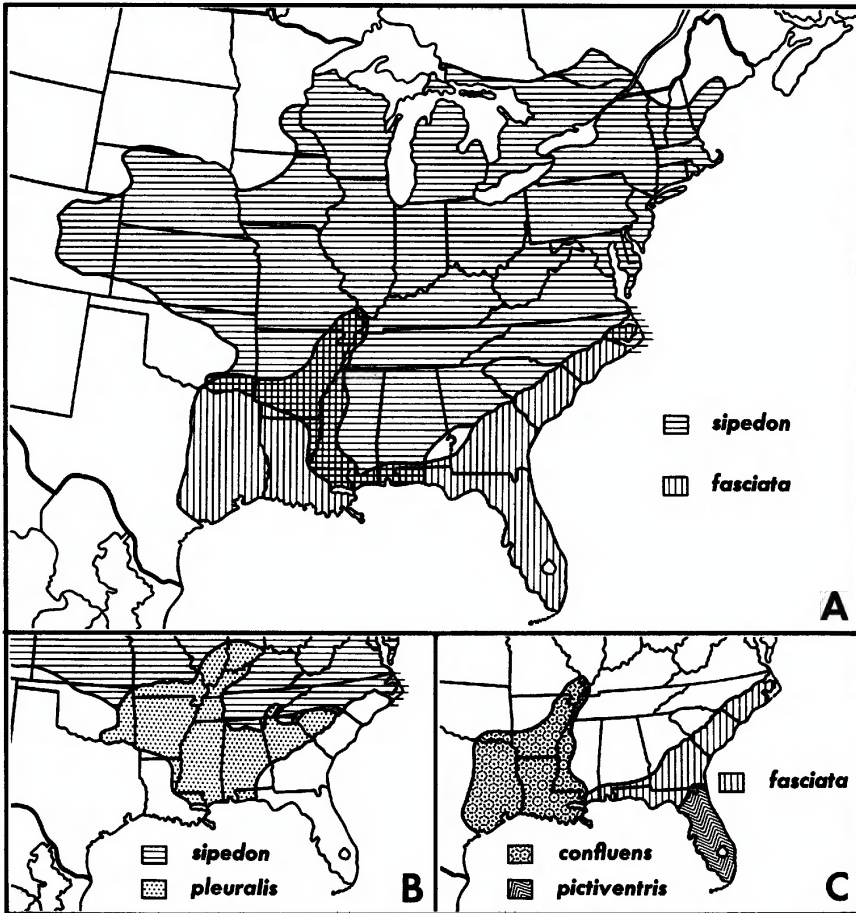 ?
sipedon
fasciata
A
sipedon
pleuralis
B
fasciata
confluens
pictiventris
C